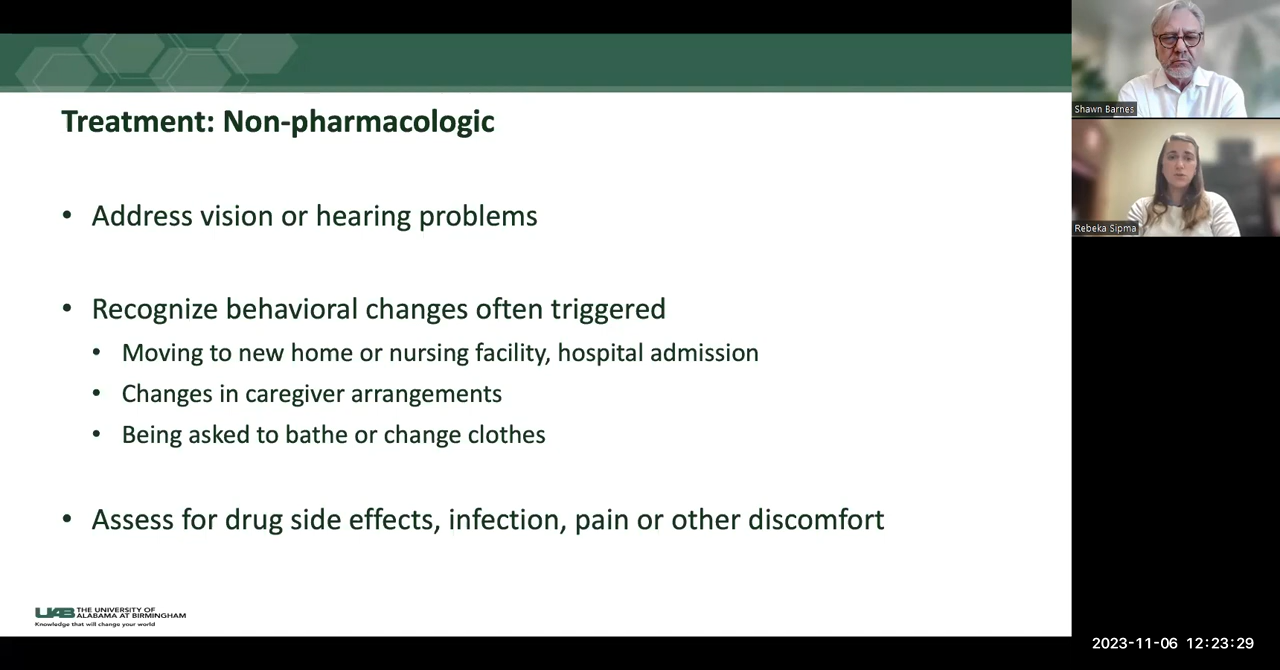 Treatment: Non-pharmacologic
• Address vision or hearing problems
• Recognize behavioral changes often triggered
• Moving to new home or nursing facility, hospital admission
• Changes in caregiver arrangements
• Being asked to bathe or change clothes
• Assess for drug side effects, infection, pain or other discomfort
UAB THE UNIVERSITY OF
ALABAMA AT BIRMINGHAM
Knowledge that will change your world
Shawn Barnes
Rebeka Sipma
2023-11-06 12:23:29